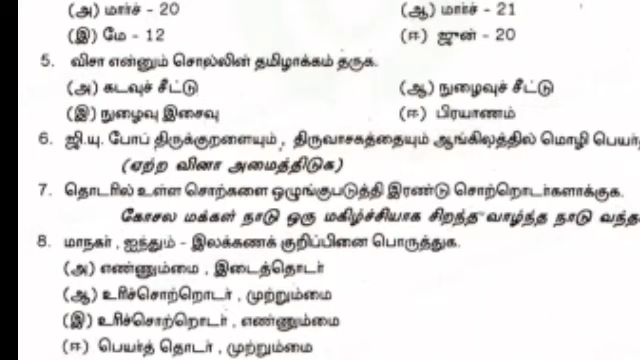 (அ) மார்ச் - 20 (ஆ) மார்ச் - 21
(இ) மே - 12 (ஈ) ஜுன் - 20
5. விசா என்னும் சொல்லின் தமிழாக்கம் தருக.
(அ) கடவுச் சீட்டு (ஆ) நுழைவுச் சீட்டு
(இ) நுழைவு இசைவு (ஈ) பிரயாணம்
6. ஜி.யு. போப் திருக்குறளையும், திருவாசகத்தையும் ஆங்கிலத்தில் மொழி
(ஏற்ற வினா அமைத்திடுக)
7. தொடரில் உள்ள சொற்களை ஒழுங்குபடுத்தி இரண்டு சொற்றொடர்களாக்குக.
கோசல மக்கள் நாடு ஒரு மகிழ்ச்சியாக சிறந்த வாழ்ந்த நாடு
8. மாநகர், ஐந்தும் - இலக்கணக் குறிப்பினை பொருத்துக.
(அ) எண்ணும்மை, இடைத்தொடர்
(ஆ) உரிச்சொற்றொடர், முற்றும்மை
(இ) உரிச்சொற்றொடர், எண்ணும்மை
(ஈ) பெயர்த் தொடர், முற்றும்மை